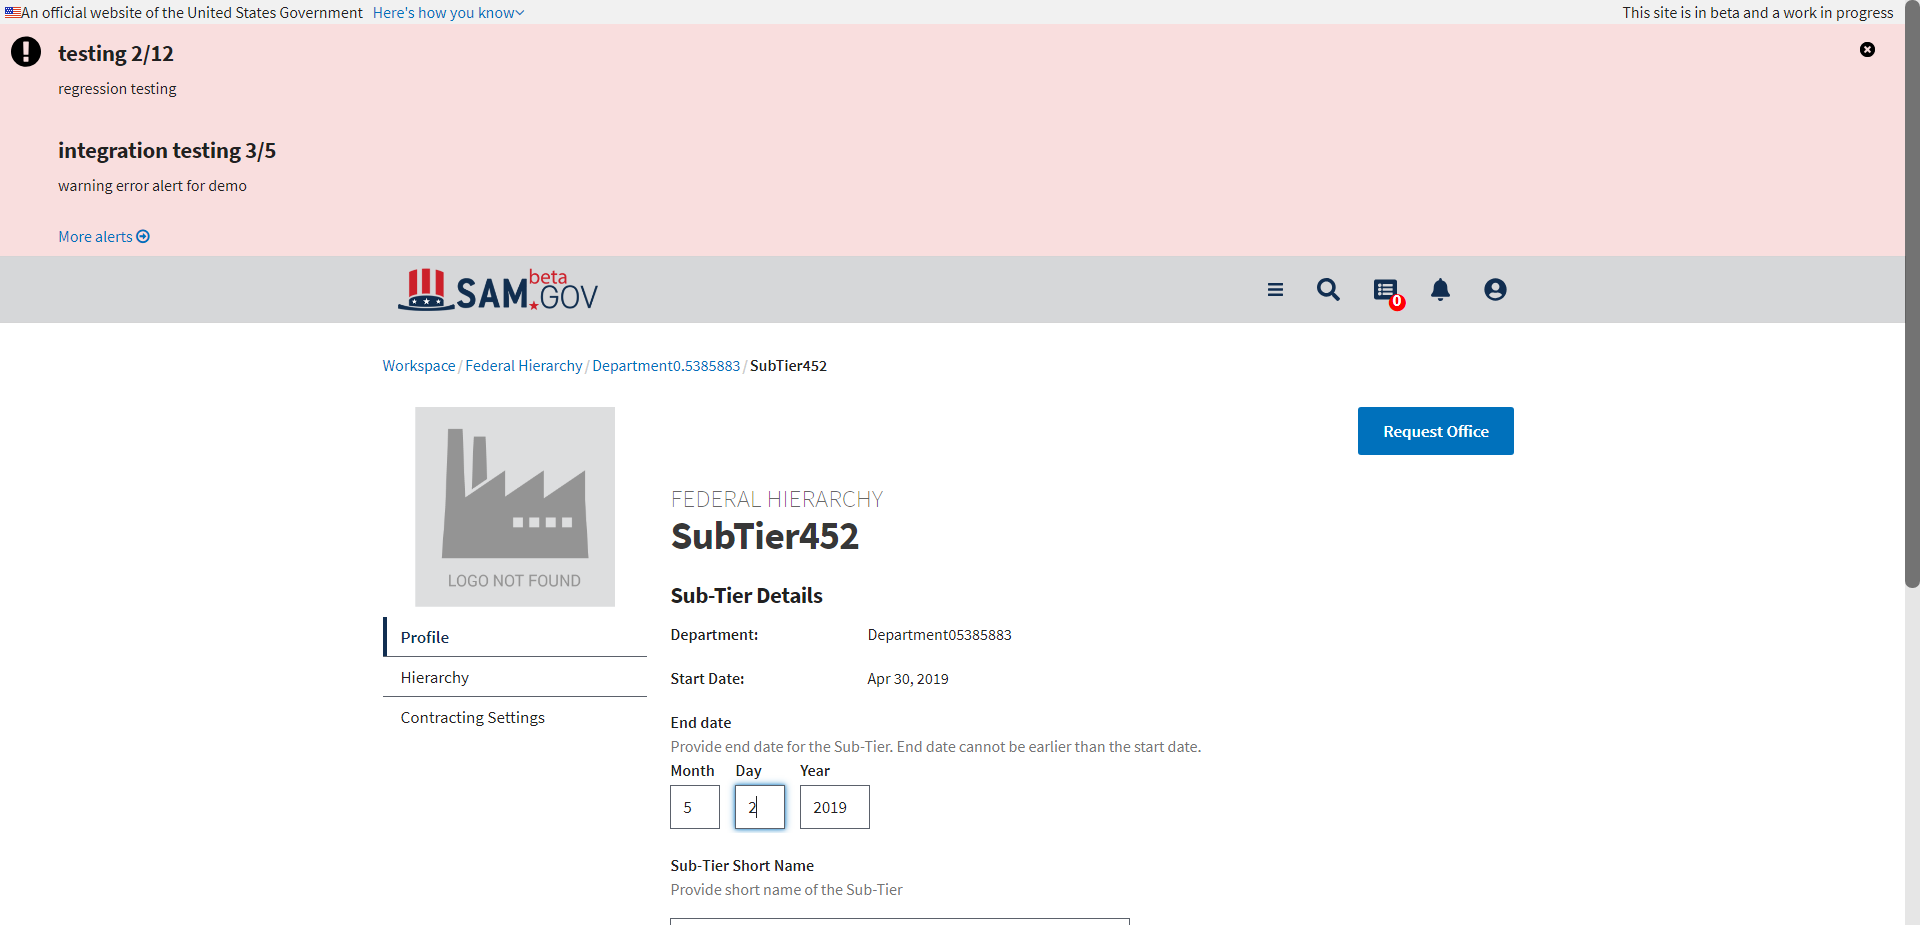 An official website of the United States Government Here's how you know
This site is in beta and a work in progress
testing 2/12
regression testing
integration testing 3/5
warning error alert for demo
More alerts
SAM beta .GOV
0
Workspace / Federal Hierarchy / Department0.5385883 / SubTier452
LOGO NOT FOUND
Request Office
FEDERAL HIERARCHY
SubTier452
Profile
Hierarchy
Contracting Settings
Sub-Tier Details
Department: Department05385883
Start Date: Apr 30, 2019
End date
Provide end date for the Sub-Tier. End date cannot be earlier than the start date.
Month Day Year
5 2 2019
Sub-Tier Short Name
Provide short name of the Sub-Tier